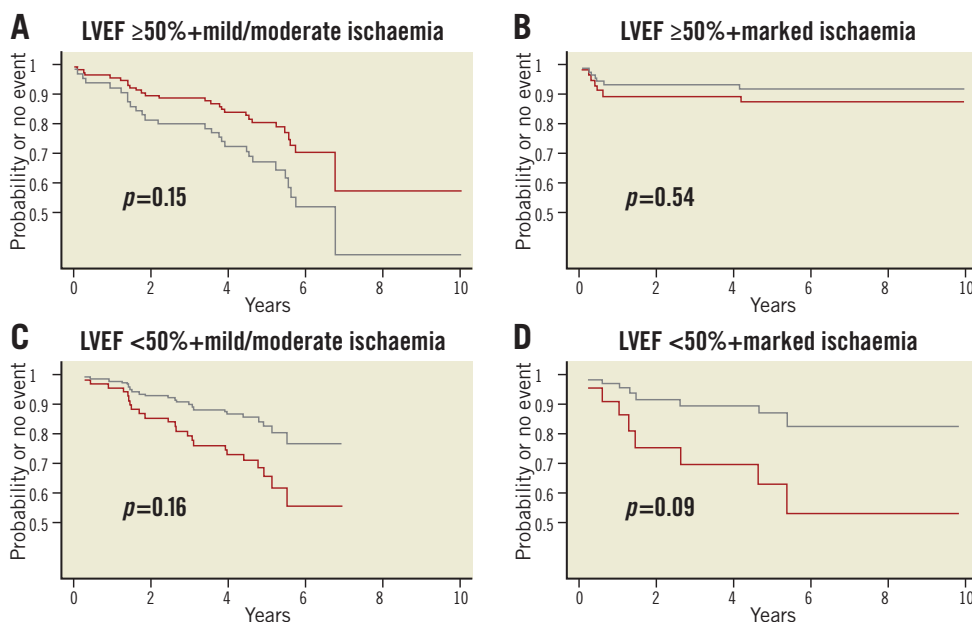 A
LVEF ≥50%+mild/moderate ischaemia
Probability or no event
1
0.9
0.8
0.7
0.6
0.5
p=0.15
0 2 4 6 8 10
Years
B
LVEF ≥50%+marked ischaemia
Probability or no event
1
0.9
0.8
0.7
0.6
0.5
p=0.54
0 2 4 6 8 10
Years
C
LVEF <50%+mild/moderate ischaemia
Probability or no event
1
0.9
0.8
0.7
0.6
0.5
p=0.16
0 2 4 6 8 10
Years
D
LVEF <50%+marked ischaemia
Probability or no event
1
0.9
0.8
0.7
0.6
0.5
p=0.09
0 2 4 6 8 10
Years